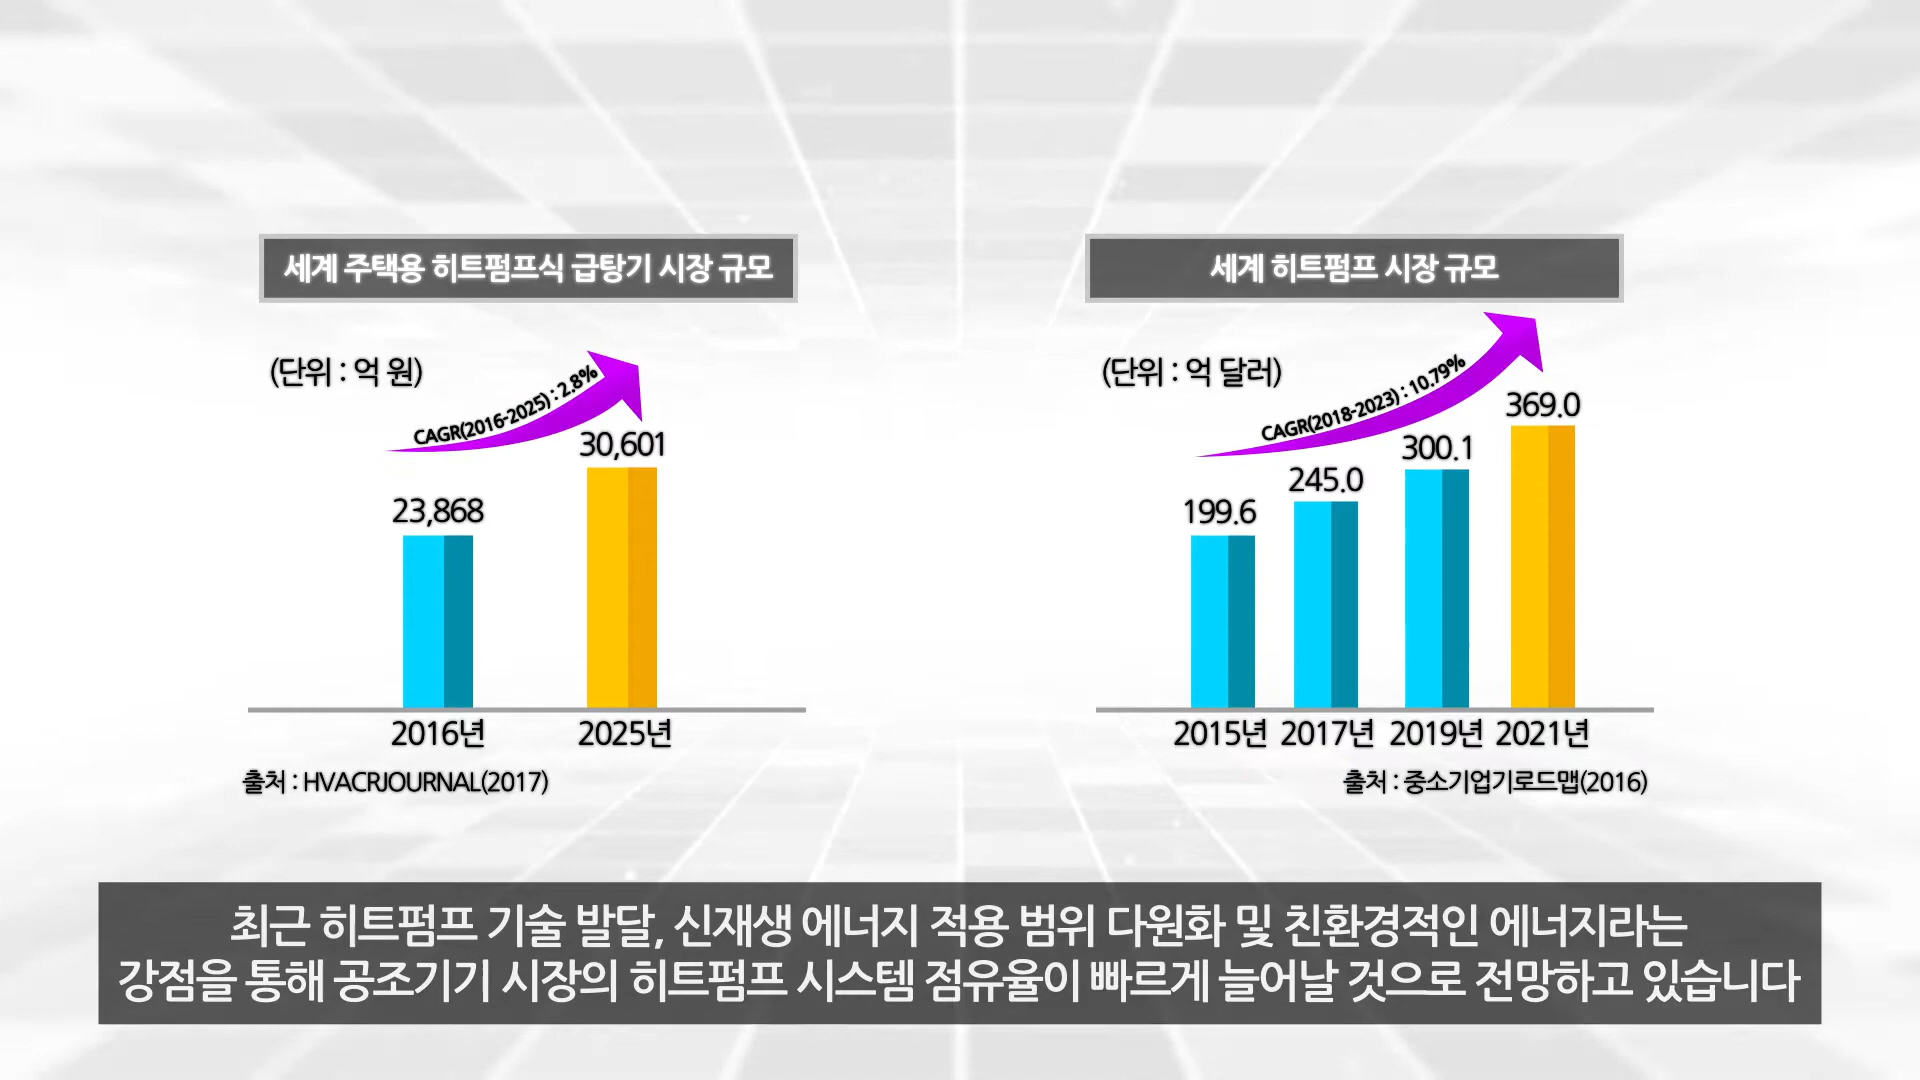 세계 주택용 히트펌프식 급탕기 시장 규모
(단위 : 억 원)
CAGR(2016-2025) : 2.8%
23,868
30,601
2016년
2025년
출처 : HVACRJOURNAL(2017)
세계 히트펌프 시장 규모
(단위 : 억 달러)
CAGR(2018-2023) : 10.79%
199.6
245.0
300.1
369.0
2015년
2017년
2019년
2021년
출처 : 중소기업기로드맵(2016)
최근 히트펌프 기술 발달, 신재생 에너지 적용 범위 다원화 및 친환경적인 에너지라는
강점을 통해 공조기기 시장의 히트펌프 시스템 점유율이 빠르게 늘어날 것으로 전망하고 있습니다